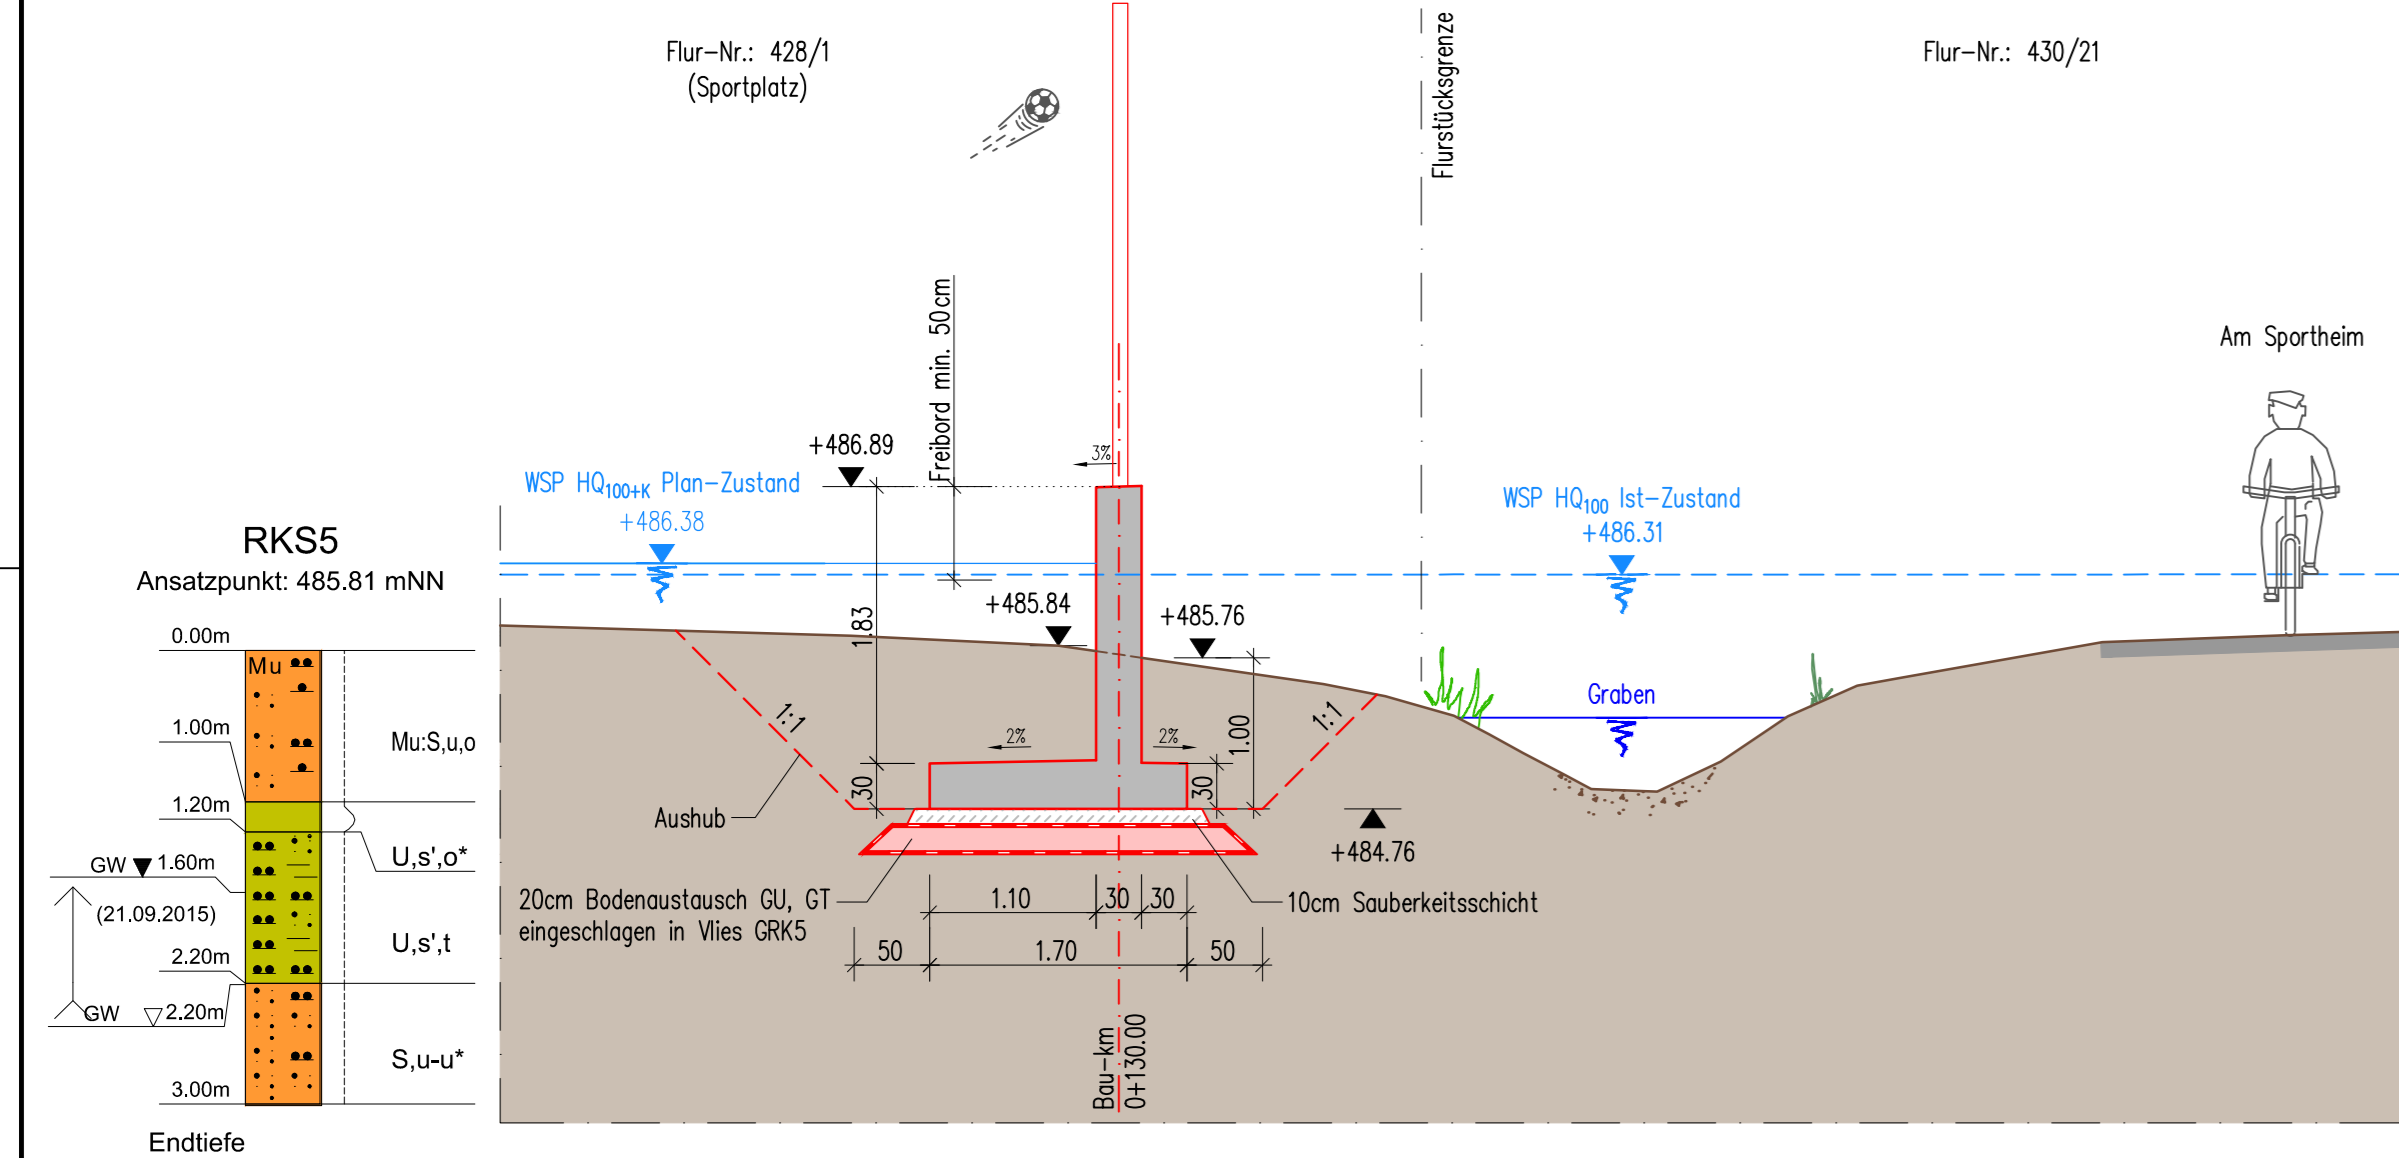 Flur-Nr.: 428/1
(Sportplatz)
Flurstücksgrenze
Flur-Nr.: 430/21
Am Sportheim
Freibord min. 50cm
+486.89
3%
WSP HQ100+K Plan-Zustand
+486.38
WSP HQ100 Ist-Zustand
+486.31
RKS5
Ansatzpunkt: 485.81 mNN
+485.84
+485.76
1.83
0.00m
Mu
1.00m
Mu:S,u,o
1.20m
U,s',o*
GW 1.60m
(21.09.2015)
U,s',t
2.20m
GW 2.20m
S,u-u*
3.00m
Endtiefe
1:1
1:1
Graben
2%
2%
1.00
30
30
Aushub
+484.76
20cm Bodenaustausch GU, GT
eingeschlagen in Vlies GRK5
1.10
30
30
10cm Sauberkeitsschicht
50
1.70
50
Bau-km
0+130.00